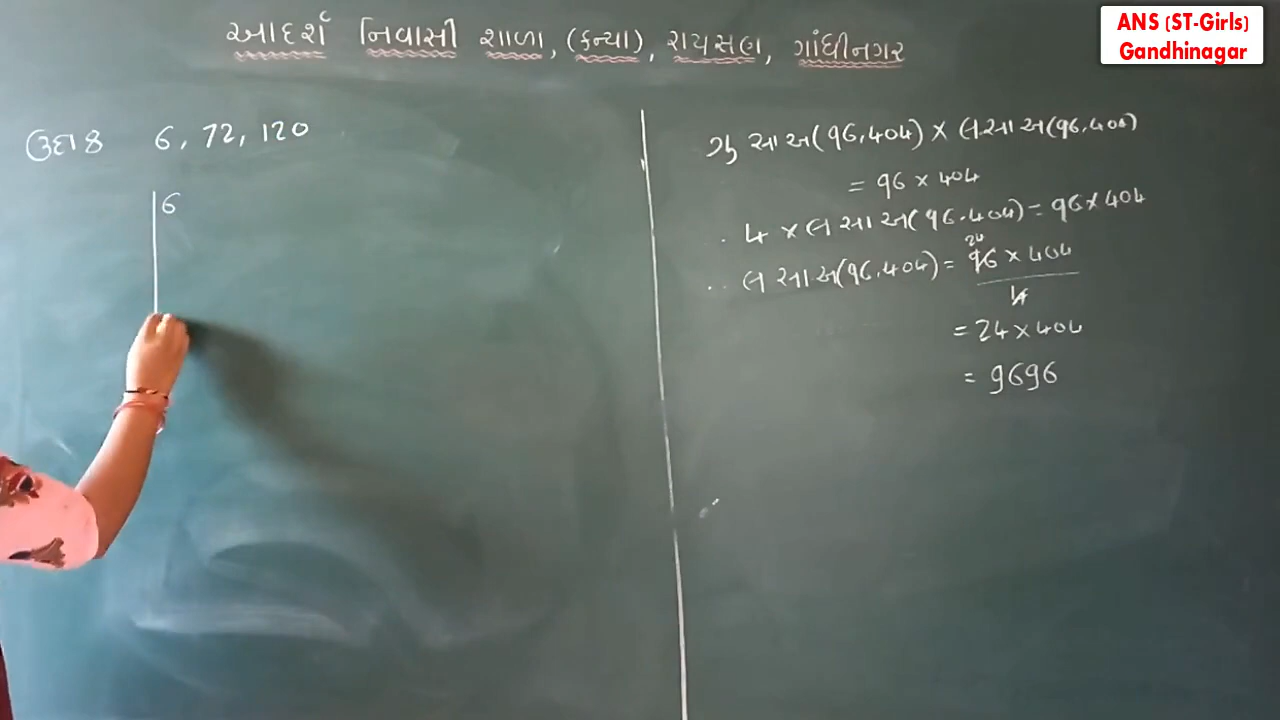 આદર્શ નિવાસી શાળા, (કન્યા), રાયસણ, ગાંધીનગર
ANS (ST-Girls)
Gandhinagar
ઉદા 8 6, 72, 120
6
ગુ સા અ (96,404) × લ સા અ (96,404)
= 96 × 404
∴ 4 × લ સા અ (96,404) = 96 × 404
∴ લ સા અ (96,404) = 96 × 404
24
4
= 24 × 404
= 9696